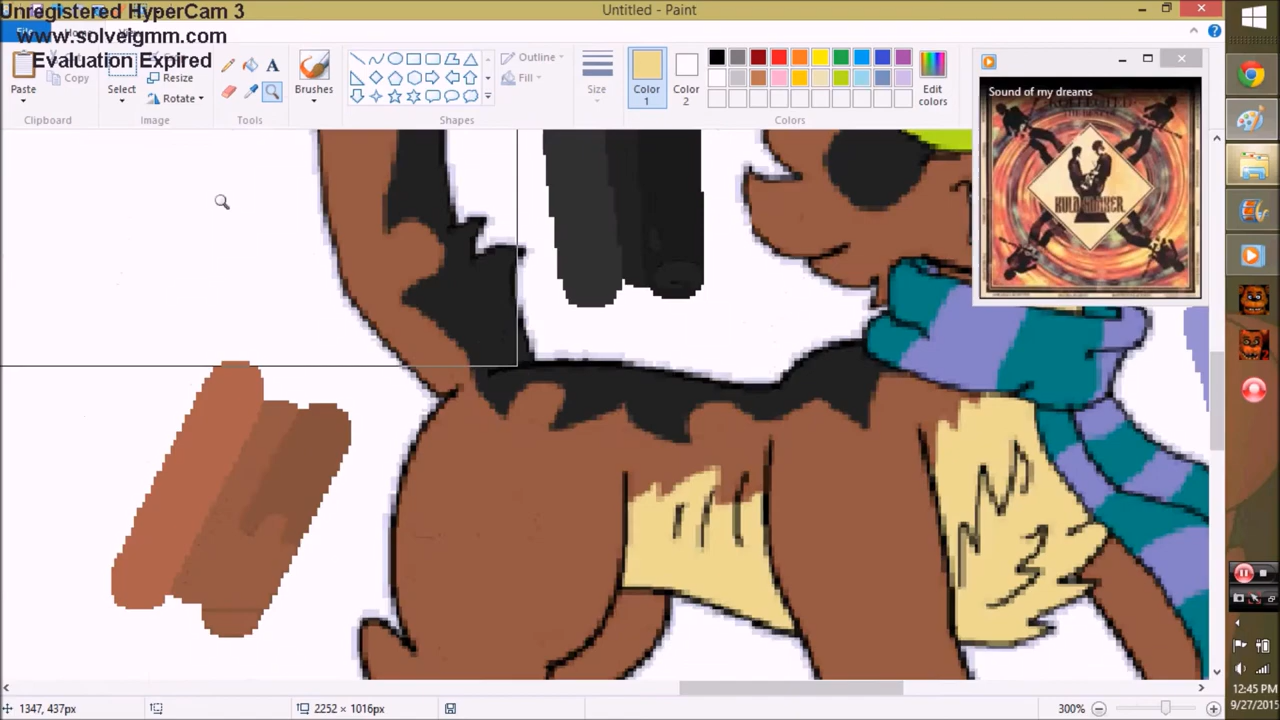 Unregistered HyperCam 3
www.solveigmm.com
Evaluation Expired
Untitled - Paint
File
Paste
Cut
Copy
Clipboard
Select
Resize
Rotate
Image
Tools
Brushes
Shapes
Outline
Fill
Size
Color
1
Color
2
Edit
colors
Colors
Sound of my dreams
KULA SHAKER
1347, 437px
2252 × 1016px
300%
12:45 PM
9/27/2015